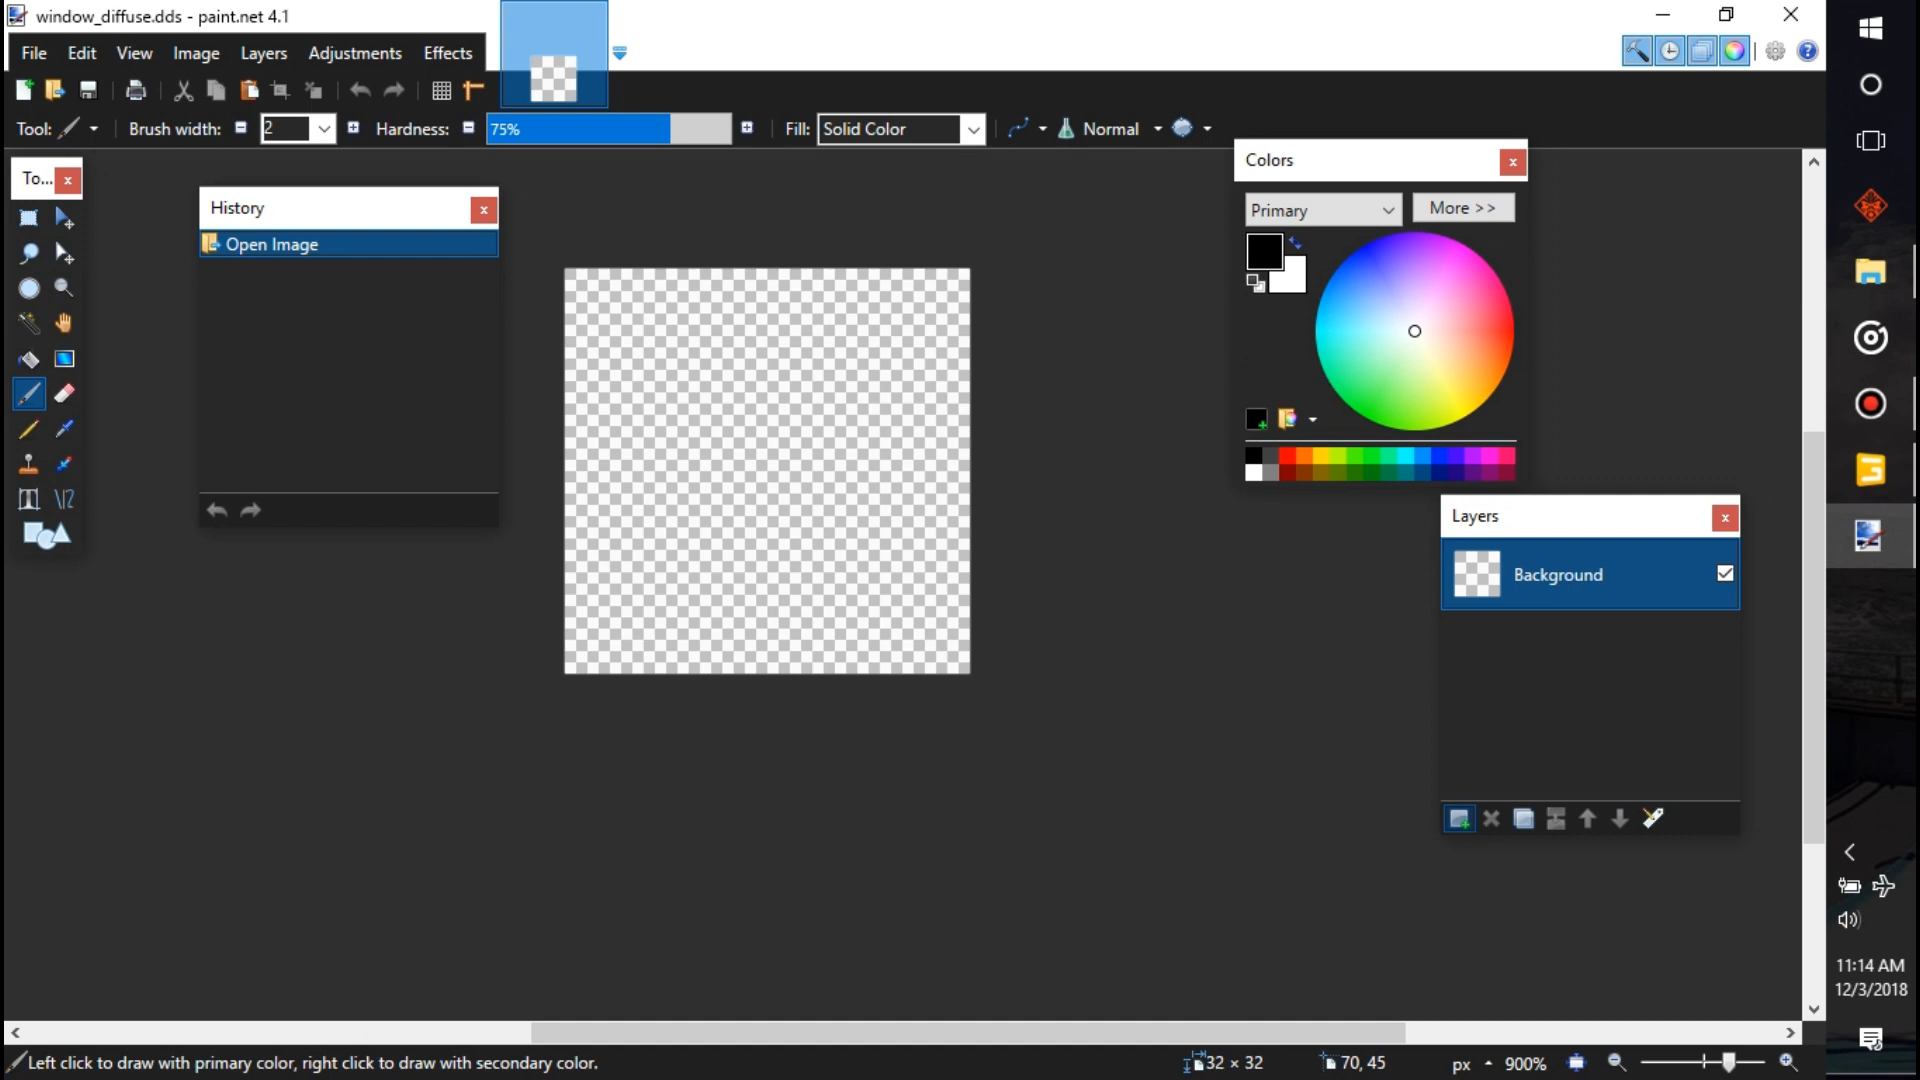 window_diffuse.dds - paint.net 4.1
File Edit View Image Layers Adjustments Effects
Tool: Brush width: 2 Hardness: 75% Fill: Solid Color Normal
To...
History
Open Image
Colors
Primary
More >>
Layers
Background
11:14 AM
12/3/2018
Left click to draw with primary color, right click to draw with secondary color.
32 × 32
70, 45
px
900%